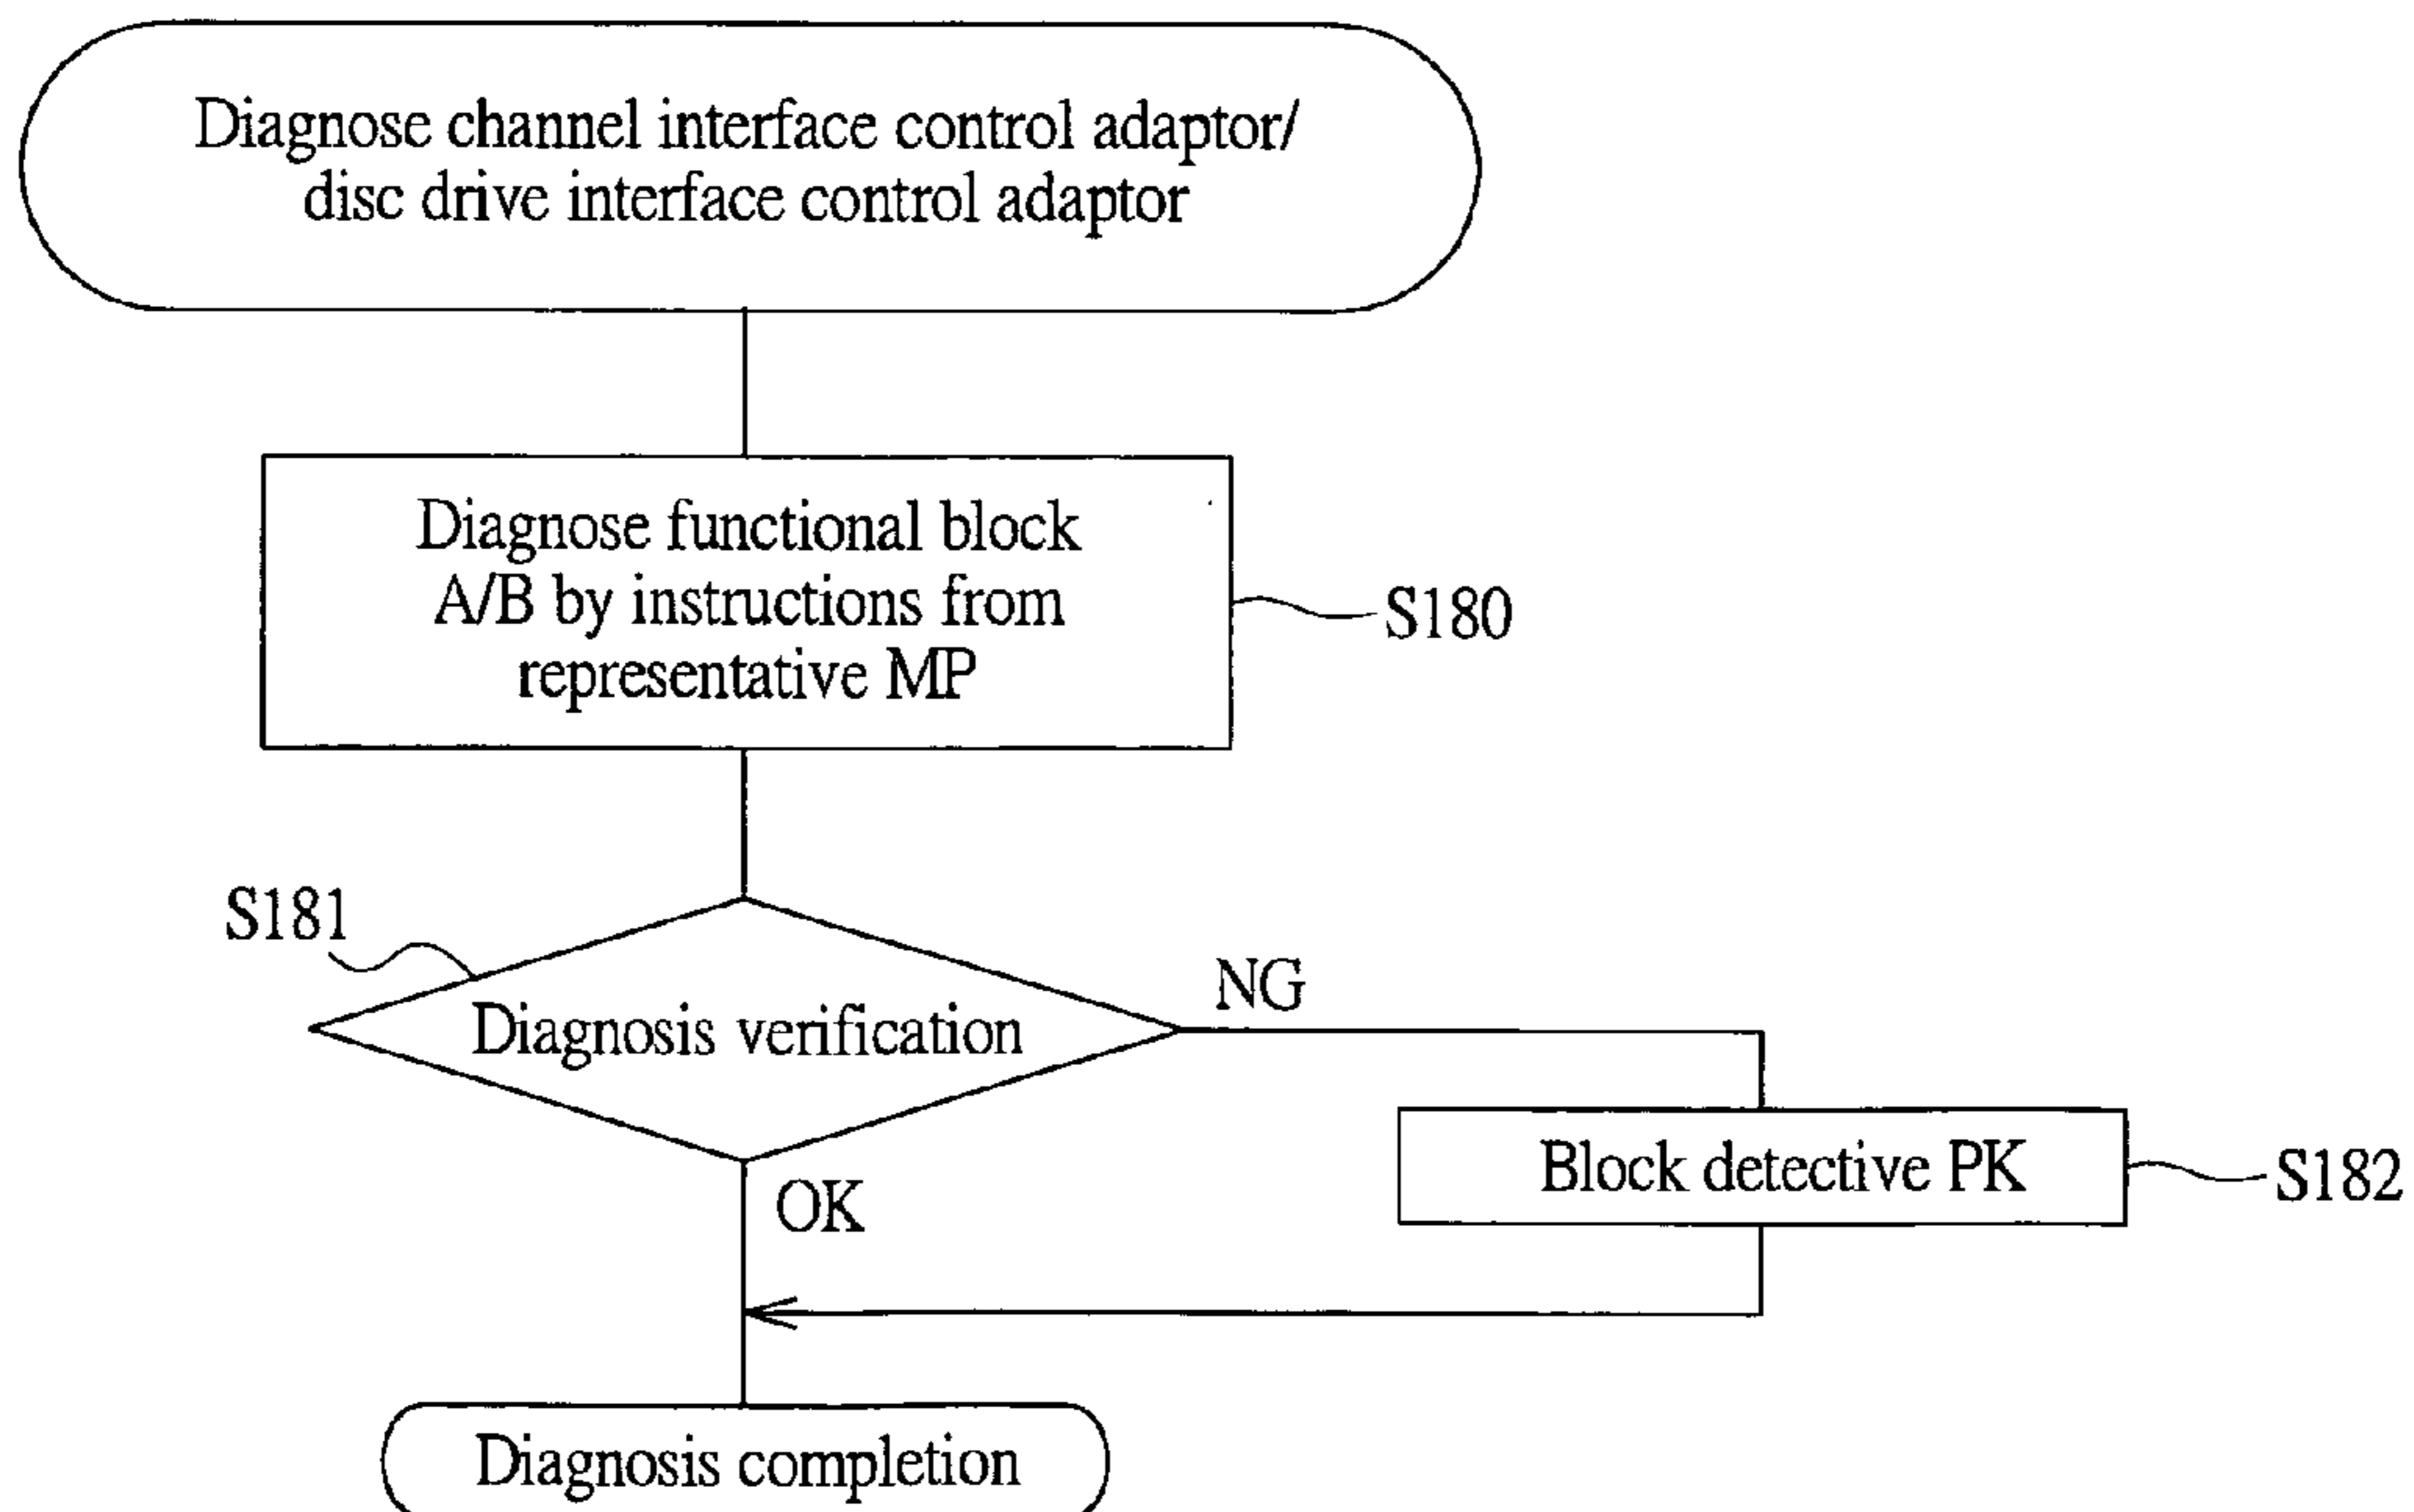 Diagnose channel interface control adaptor/
disc drive interface control adaptor
Diagnose functional block
A/B by instructions from
representative MP
S180
S181
Diagnosis verification
NG
OK
Block detective PK
S182
Diagnosis completion